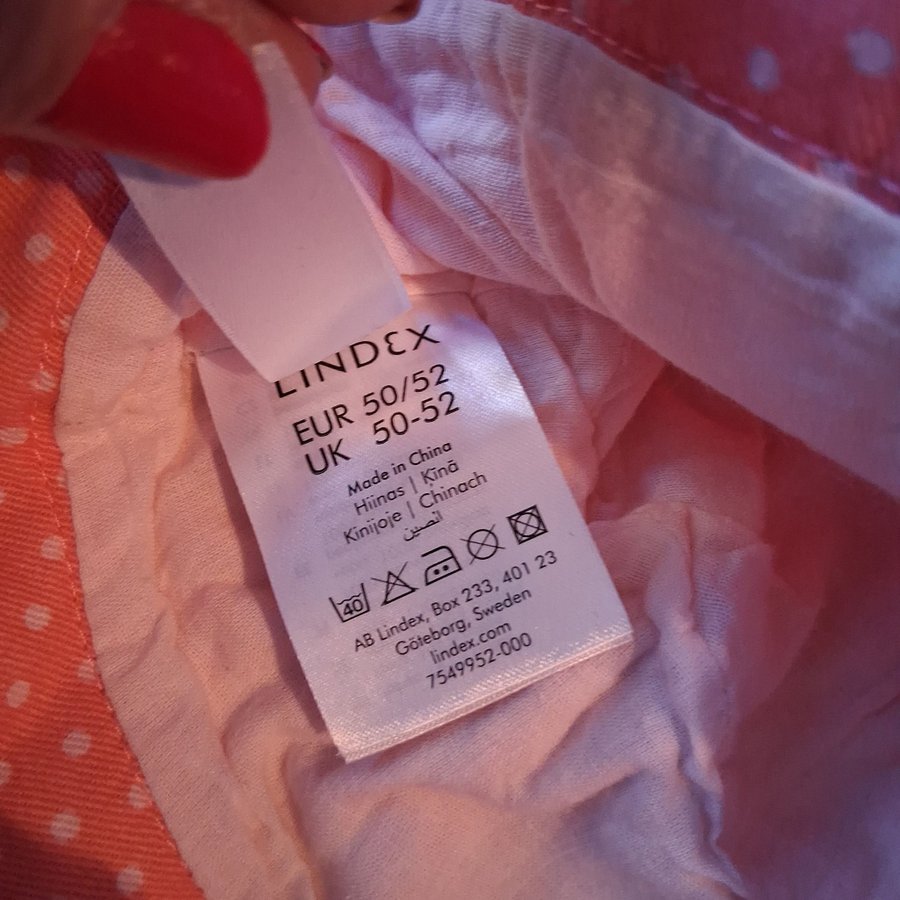 LINDEX
EUR 50/52
UK 50-52
Made in China
Hiinas | Ķīnā
Kinijoje | Chinach
الصين
40
AB Lindex, Box 233, 401 23
Göteborg, Sweden
lindex.com
7549952-000